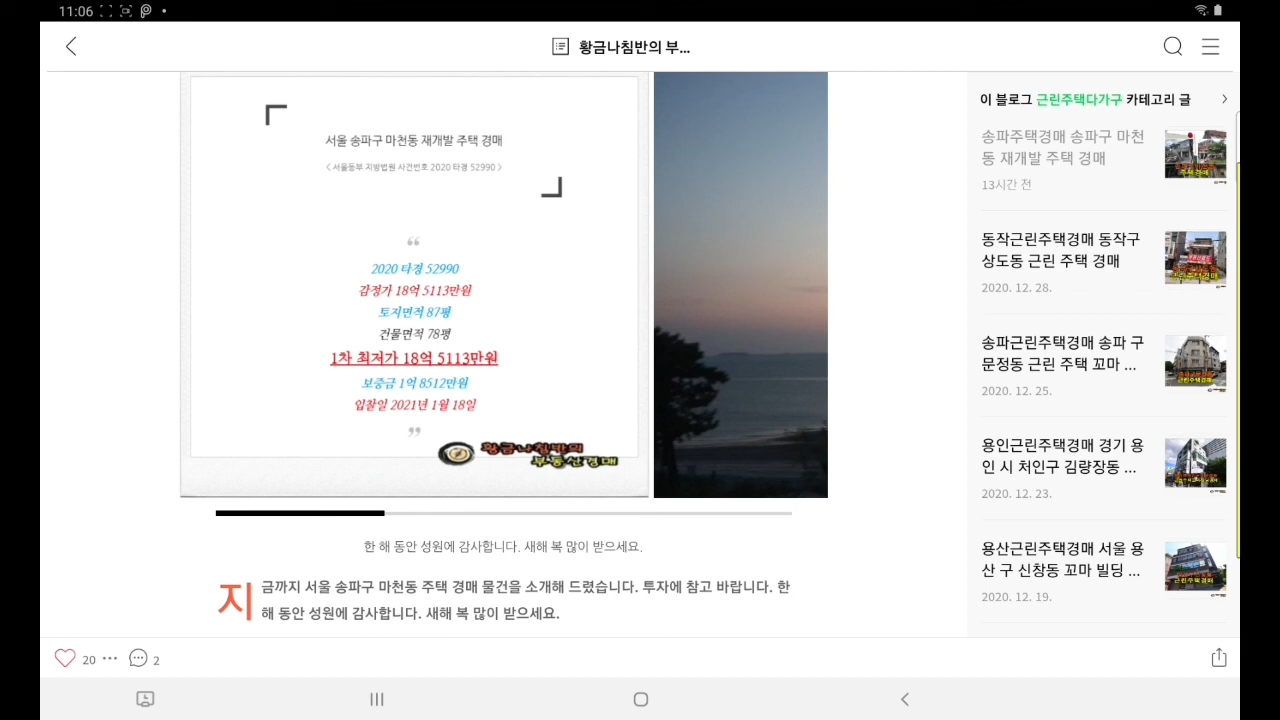 11:06
황금나침반의 부...
서울 송파구 마천동 재개발 주택 경매
< 서울동부 지방법원 사건번호 2020 타경 52990 >
“
2020 타경 52990
감정가 18억 5113만원
토지면적 87평
건물면적 78평
1차 최저가 18억 5113만원
보증금 1억 8512만원
입찰일 2021년 1월 18일
”
황금나침반의
부동산경매
한 해 동안 성원에 감사합니다. 새해 복 많이 받으세요.
지금까지 서울 송파구 마천동 주택 경매 물건을 소개해 드렸습니다. 투자에 참고 바랍니다. 한
해 동안 성원에 감사합니다. 새해 복 많이 받으세요.
이 블로그 근린주택다가구 카테고리 글
송파주택경매 송파구 마천
동 재개발 주택 경매
13시간 전
동작근린주택경매 동작구
상도동 근린 주택 경매
2020. 12. 28.
송파근린주택경매 송파 구
문정동 근린 주택 꼬마 ...
2020. 12. 25.
용인근린주택경매 경기 용
인 시 처인구 김량장동 ...
2020. 12. 23.
용산근린주택경매 서울 용
산 구 신창동 꼬마 빌딩 ...
2020. 12. 19.
20
2